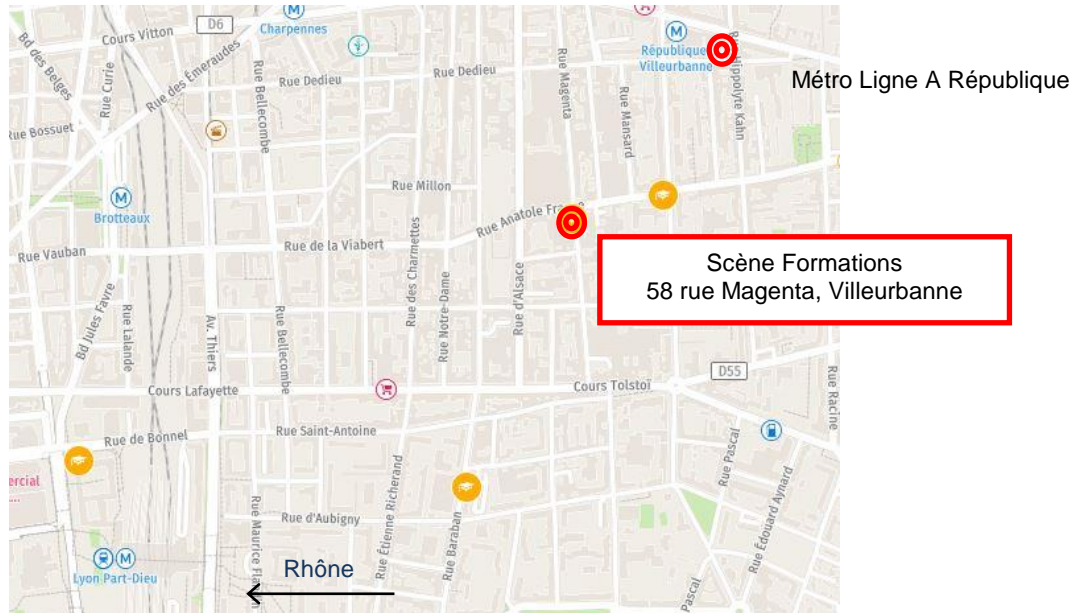 Charpennes
D6
Cours Vitton
Bd des Belges
Rue Curie
Rue des Émeraudes
Rue Bellecombe
Rue Dedieu
Rue Dedieu
Rue Magenta
Rue Mansard
République
Villeurbanne
Hippolyte Kahn
Métro Ligne A République
Rue Bossuet
Brotteaux
Rue Millon
Rue Anatole
Rue Vauban
Rue de la Viabert
Rue des Charmettes
Rue Notre-Dame
Rue d'Alsace
Scène Formations
58 rue Magenta, Villeurbanne
Bd Jules Favre
Rue Lalande
Av. Thiers
Rue Bellecombe
Cours Lafayette
Cours Tolstoï
D55
Rue Racine
Rue de Bonnel
Rue Saint-Antoine
Rue Pascal
Rue Édouard Aynard
ercial
Rue Étienne Richerand
Rue Baraban
Rue d'Aubigny
Rue Maurice
Lyon Part-Dieu
Rhône
Pascal